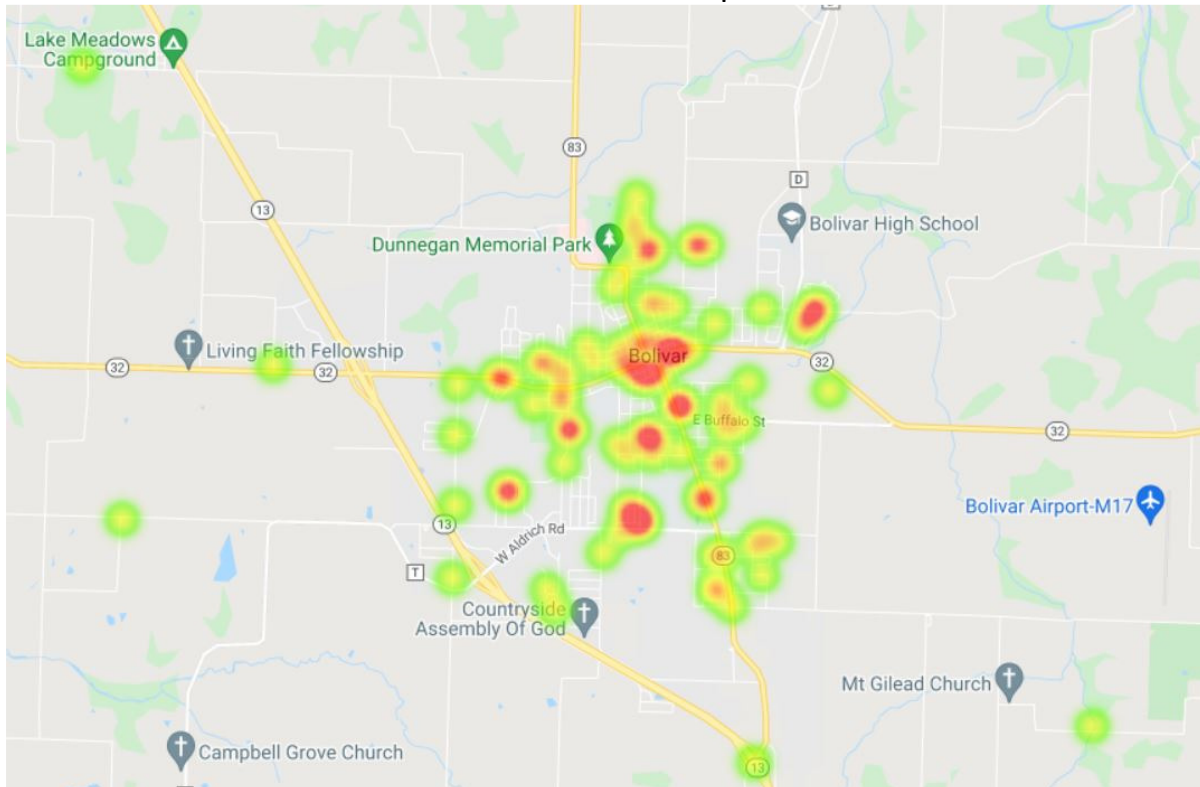 Lake Meadows
Campground
83
D
13
Bolivar High School
Dunnegan Memorial Park
Living Faith Fellowship
Bolivar
32
32
32
E Buffalo St
32
Bolivar Airport-M17
13
W Aldrich Rd
83
T
Countryside
Assembly Of God
Mt Gilead Church
Campbell Grove Church
13